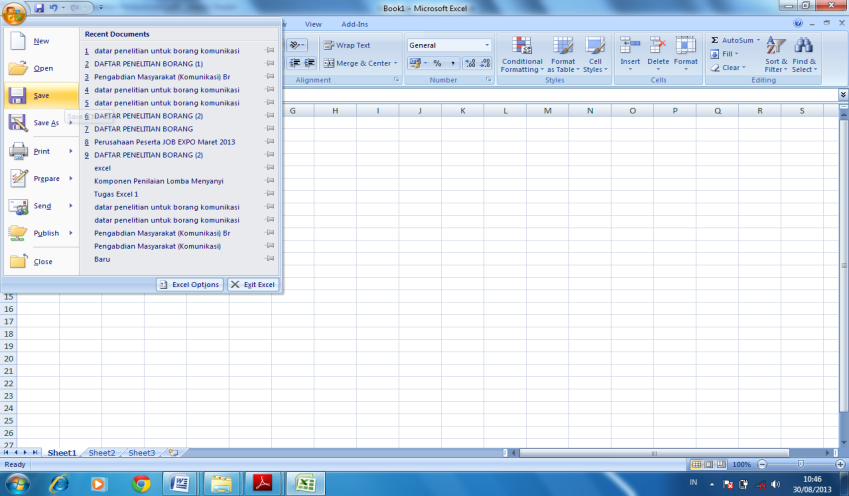 Book1 - Microsoft Excel
View Add-Ins
New
Open
Save
Save As
Print
Prepare
Send
Publish
Close
Recent Documents
1 datar penelitian untuk borang komunikasi
2 DAFTAR PENELITIAN BORANG (1)
3 Pengabdian Masyarakat (Komunikasi) Br
4 datar penelitian untuk borang komunikasi
5 datar penelitian untuk borang komunikasi
6 DAFTAR PENELITIAN BORANG (2)
7 DAFTAR PENELITIAN BORANG
8 Perusahaan Peserta JOB EXPO Maret 2013
9 DAFTAR PENELITIAN BORANG (2)
excel
Komponen Penilaian Lomba Menyanyi
Tugas Excel 1
datar penelitian untuk borang komunikasi
datar penelitian untuk borang komunikasi
Pengabdian Masyarakat (Komunikasi) Br
Pengabdian Masyarakat (Komunikasi)
Baru
Excel Options Exit Excel
Wrap Text
Merge & Center
Alignment
General
%
Number
Conditional Formatting
Format as Table
Cell Styles
Styles
Insert Delete Format
Cells
Σ AutoSum
Fill
Clear
Sort & Filter
Find & Select
Editing
G H I J K L M N O P Q R S
15
16
17
18
19
20
21
22
23
24
25
26
27
Sheet1 Sheet2 Sheet3
Ready
100%
IN
10:46
30/08/2013